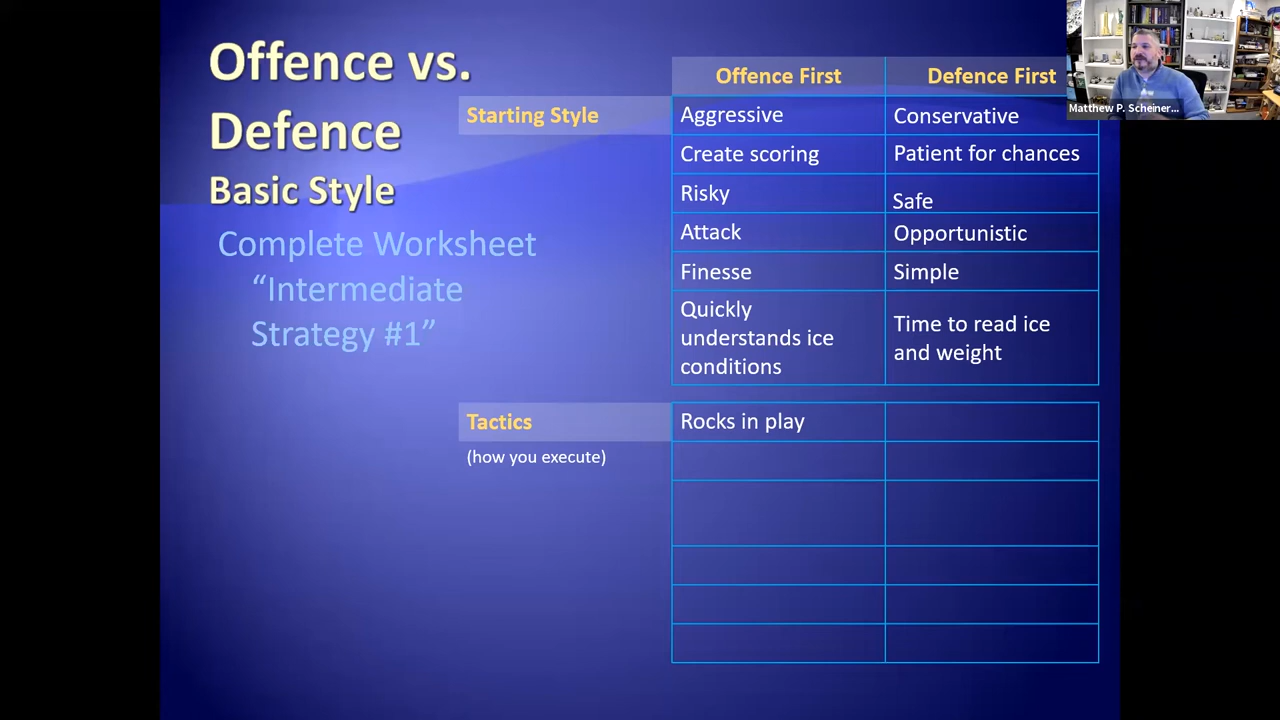 Offence vs.
Defence
Basic Style
Complete Worksheet
“Intermediate
Strategy #1”
Offence First
Defence First
Starting Style
Aggressive
Conservative
Create scoring
Patient for chances
Risky
Safe
Attack
Opportunistic
Finesse
Simple
Quickly
understands ice
conditions
Time to read ice
and weight
Tactics
(how you execute)
Rocks in play
Matthew P. Scheiner...